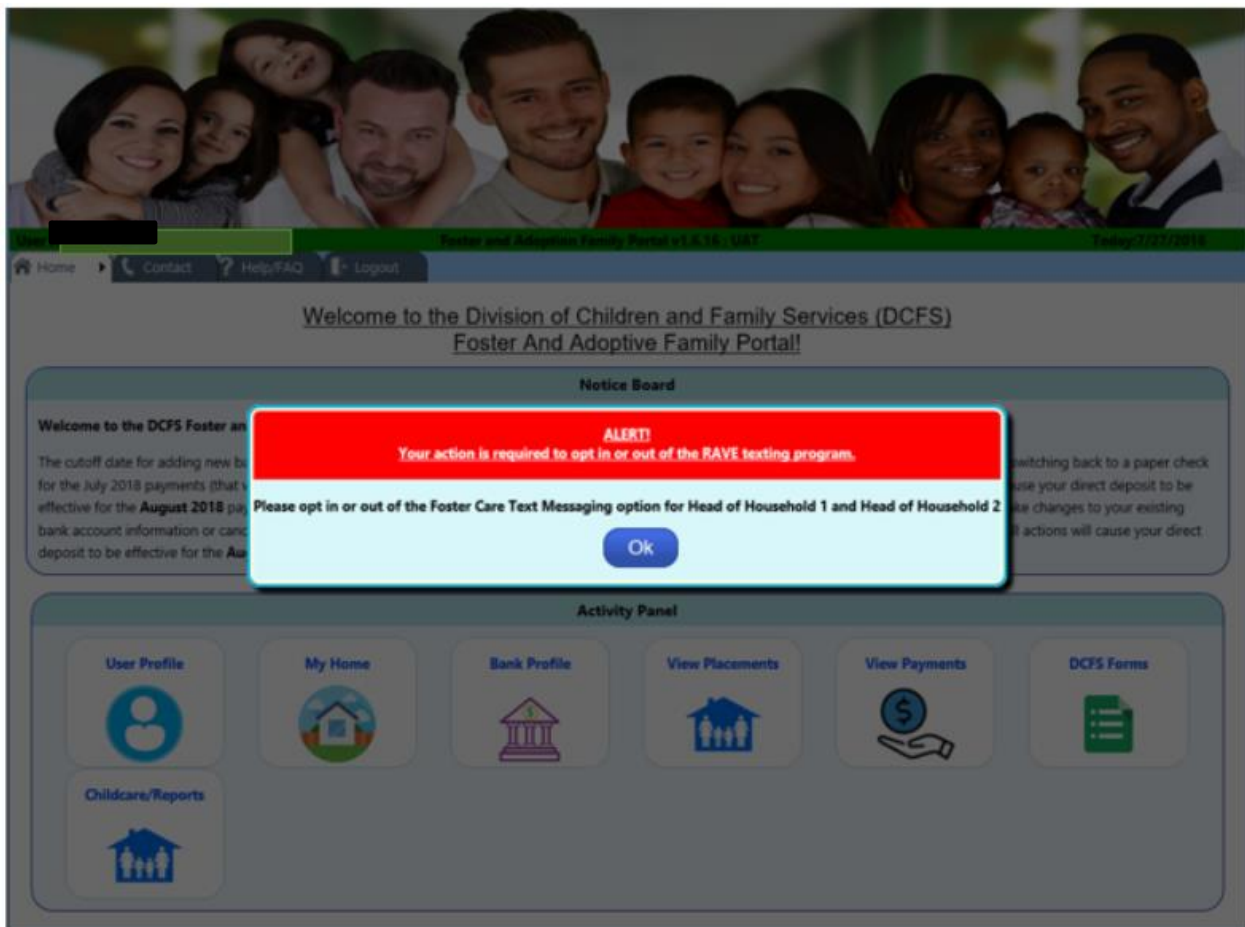 User
Foster and Adoption Family Portal v1.6.16 : UAT
Today:7/27/2018
Home
Contact
? Help/FAQ
Logout
Welcome to the Division of Children and Family Services (DCFS)
Foster And Adoptive Family Portal!
Notice Board
Welcome to the DCFS Foster an
The cutoff date for adding new b
switching back to a paper check
for the July 2018 payments (that
use your direct deposit to be
effective for the August 2018 pa
ke changes to your existing
bank account information or canc
ll actions will cause your direct
deposit to be effective for the Au
ALERT!
Your action is required to opt in or out of the RAVE texting program.
Please opt in or out of the Foster Care Text Messaging option for Head of Household 1 and Head of Household 2
Ok
Activity Panel
User Profile
My Home
Bank Profile
View Placements
View Payments
DCFS Forms
Childcare/Reports